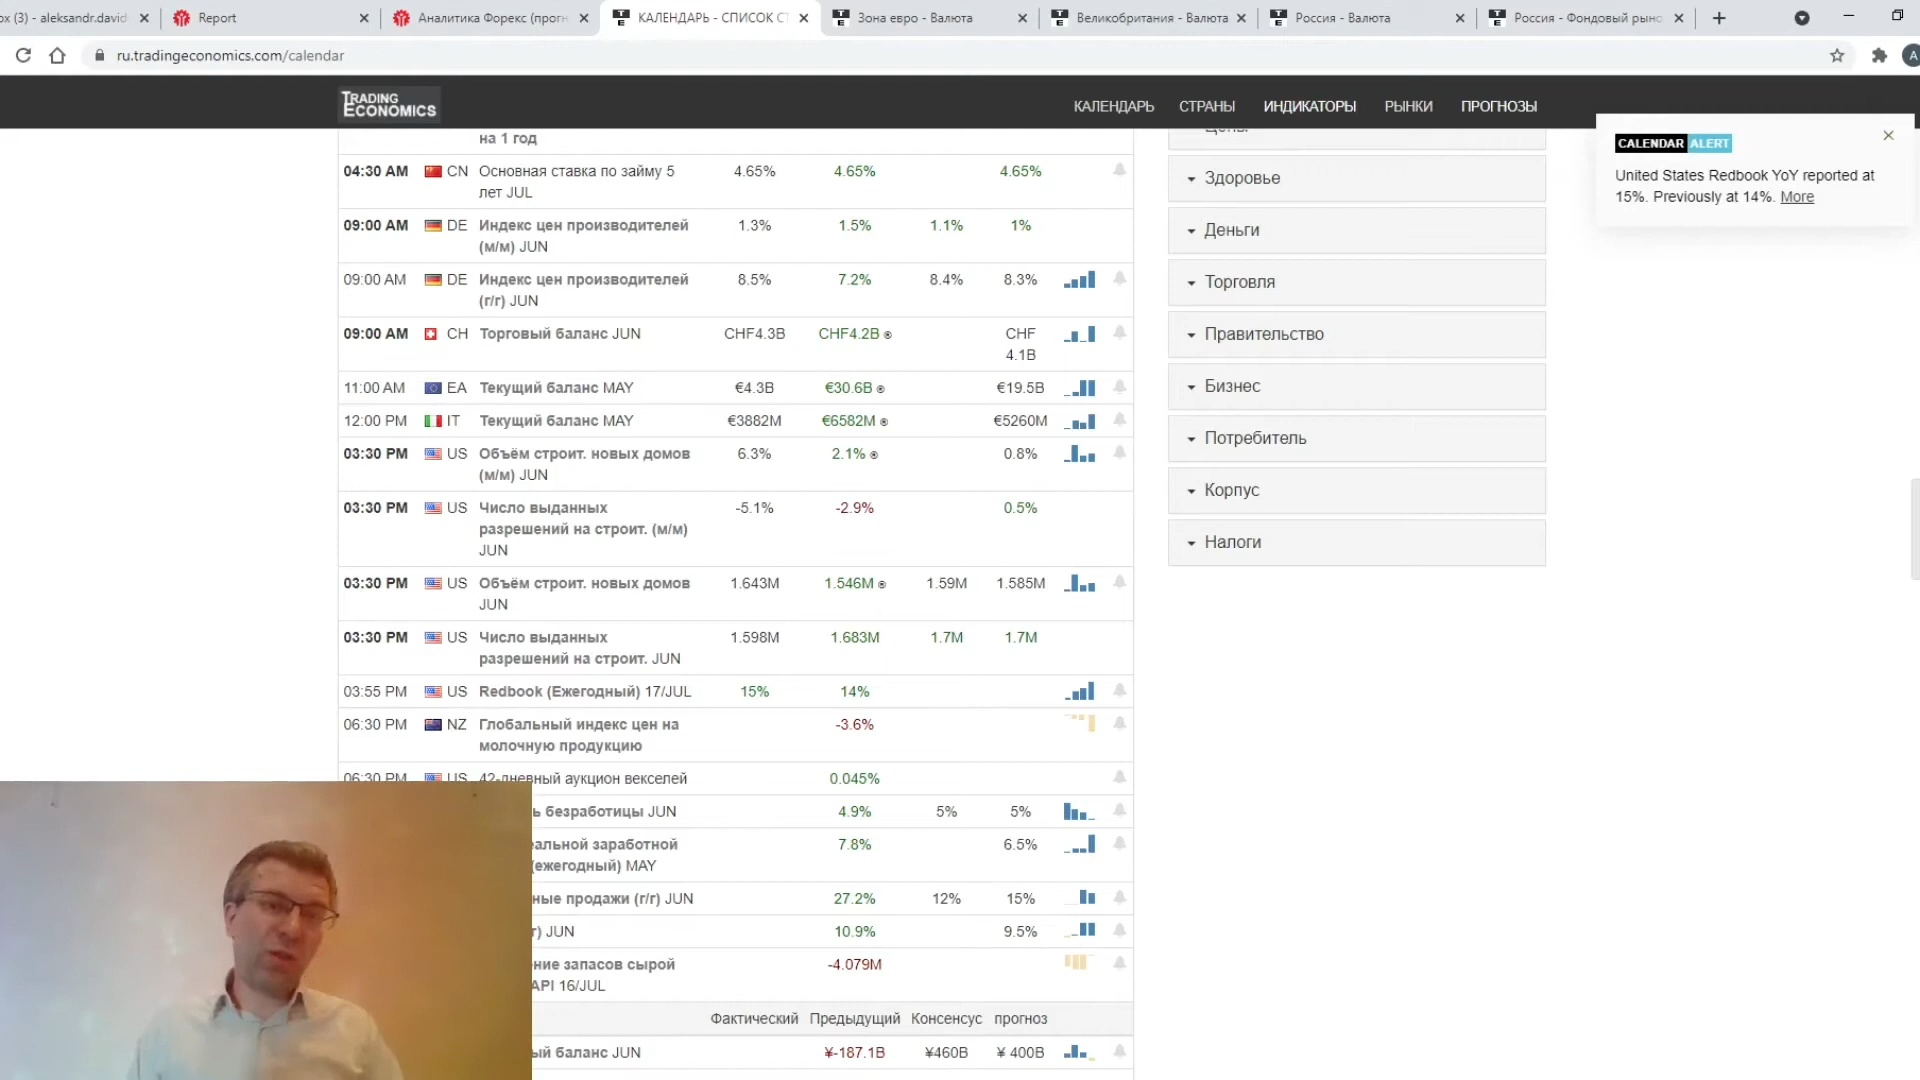 ox (3) - aleksandr.david
Report
Аналитика Форекс (прогн
КАЛЕНДАРЬ - СПИСОК СТ
Зона евро - Валюта
Великобритания - Валюта
Россия - Валюта
Россия - Фондовый рыно
ru.tradingeconomics.com/calendar
A
TRADING
ECONOMICS
КАЛЕНДАРЬ СТРАНЫ ИНДИКАТОРЫ РЫНКИ ПРОГНОЗЫ
CALENDAR ALERT
United States Redbook YoY reported at
15%. Previously at 14%. More
на 1 год
04:30 AM CN Основная ставка по займу 5 4.65% 4.65% 4.65%
лет JUL
09:00 AM DE Индекс цен производителей 1.3% 1.5% 1.1% 1%
(м/м) JUN
09:00 AM DE Индекс цен производителей 8.5% 7.2% 8.4% 8.3%
(г/г) JUN
09:00 AM CH Торговый баланс JUN CHF4.3B CHF4.2B CHF
4.1B
11:00 AM EA Текущий баланс MAY €4.3B €30.6B €19.5B
12:00 PM IT Текущий баланс MAY €3882M €6582M €5260M
03:30 PM US Объём строит. новых домов 6.3% 2.1% 0.8%
(м/м) JUN
03:30 PM US Число выданных -5.1% -2.9% 0.5%
разрешений на строит. (м/м)
JUN
03:30 PM US Объём строит. новых домов 1.643M 1.546M 1.59M 1.585M
JUN
03:30 PM US Число выданных 1.598M 1.683M 1.7M 1.7M
разрешений на строит. JUN
03:55 PM US Redbook (Ежегодный) 17/JUL 15% 14%
06:30 PM NZ Глобальный индекс цен на -3.6%
молочную продукцию
06:30 PM US 42-дневный аукцион векселей 0.045%
ь безработицы JUN 4.9% 5% 5%
еальной заработной 7.8% 6.5%
(ежегодный) MAY
ные продажи (г/г) JUN 27.2% 12% 15%
г) JUN 10.9% 9.5%
ние запасов сырой -4.079M
API 16/JUL
Фактический Предыдущий Консенсус прогноз
ый баланс JUN ¥-187.1B ¥460B ¥ 400B
Здоровье
Деньги
Торговля
Правительство
Бизнес
Потребитель
Корпус
Налоги